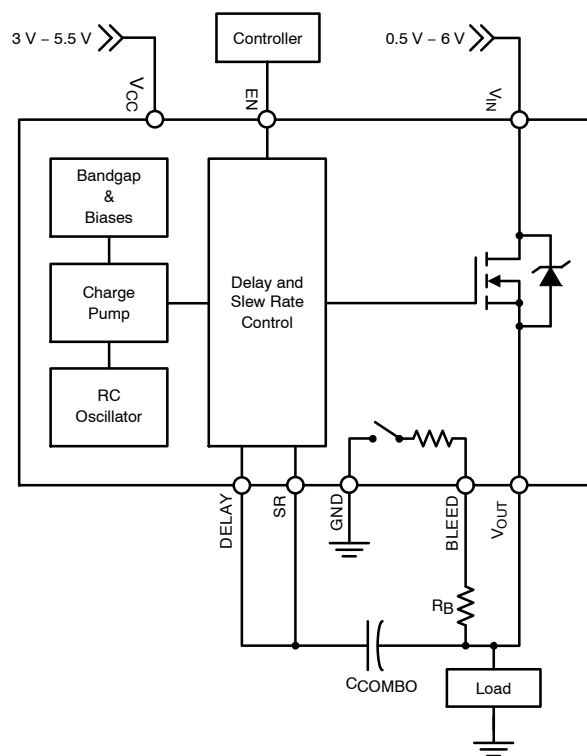 3 V – 5.5 V
Controller
0.5 V – 6 V
VCC
EN
VIN
Bandgap
&
Biases
Charge
Pump
RC
Oscillator
Delay and
Slew Rate
Control
DELAY
SR
GND
BLEED
VOUT
RB
CCOMBO
Load